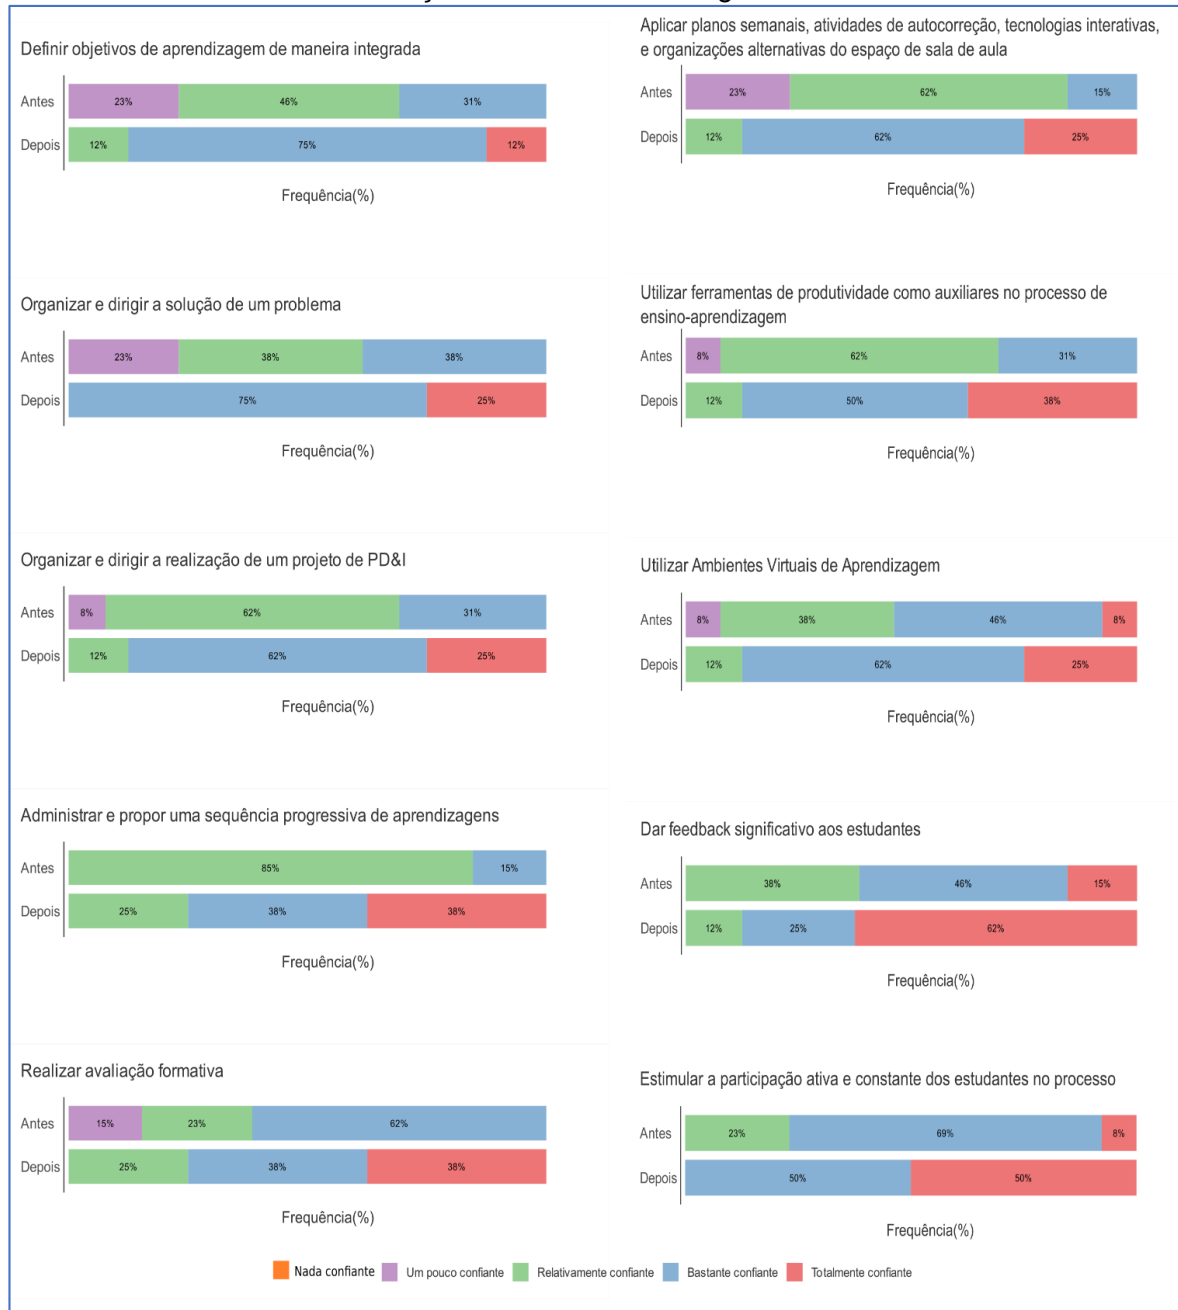 Definir objetivos de aprendizagem de maneira integrada
Antes 23% 46% 31%
Depois 12% 75% 12%
Frequência(%)
Organizar e dirigir a solução de um problema
Antes 23% 38% 38%
Depois 75% 25%
Frequência(%)
Organizar e dirigir a realização de um projeto de PD&I
Antes 8% 62% 31%
Depois 12% 62% 25%
Frequência(%)
Administrar e propor uma sequência progressiva de aprendizagens
Antes 85% 15%
Depois 25% 38% 38%
Frequência(%)
Realizar avaliação formativa
Antes 15% 23% 62%
Depois 25% 38% 38%
Frequência(%)
Aplicar planos semanais, atividades de autocorreção, tecnologias interativas,
e organizações alternativas do espaço de sala de aula
Antes 23% 62% 15%
Depois 12% 62% 25%
Frequência(%)
Utilizar ferramentas de produtividade como auxiliares no processo de
ensino-aprendizagem
Antes 8% 62% 31%
Depois 12% 50% 38%
Frequência(%)
Utilizar Ambientes Virtuais de Aprendizagem
Antes 8% 38% 46% 8%
Depois 12% 62% 25%
Frequência(%)
Dar feedback significativo aos estudantes
Antes 38% 46% 15%
Depois 12% 25% 62%
Frequência(%)
Estimular a participação ativa e constante dos estudantes no processo
Antes 23% 69% 8%
Depois 50% 50%
Frequência(%)
Nada confiante Um pouco confiante Relativamente confiante Bastante confiante Totalmente confiante